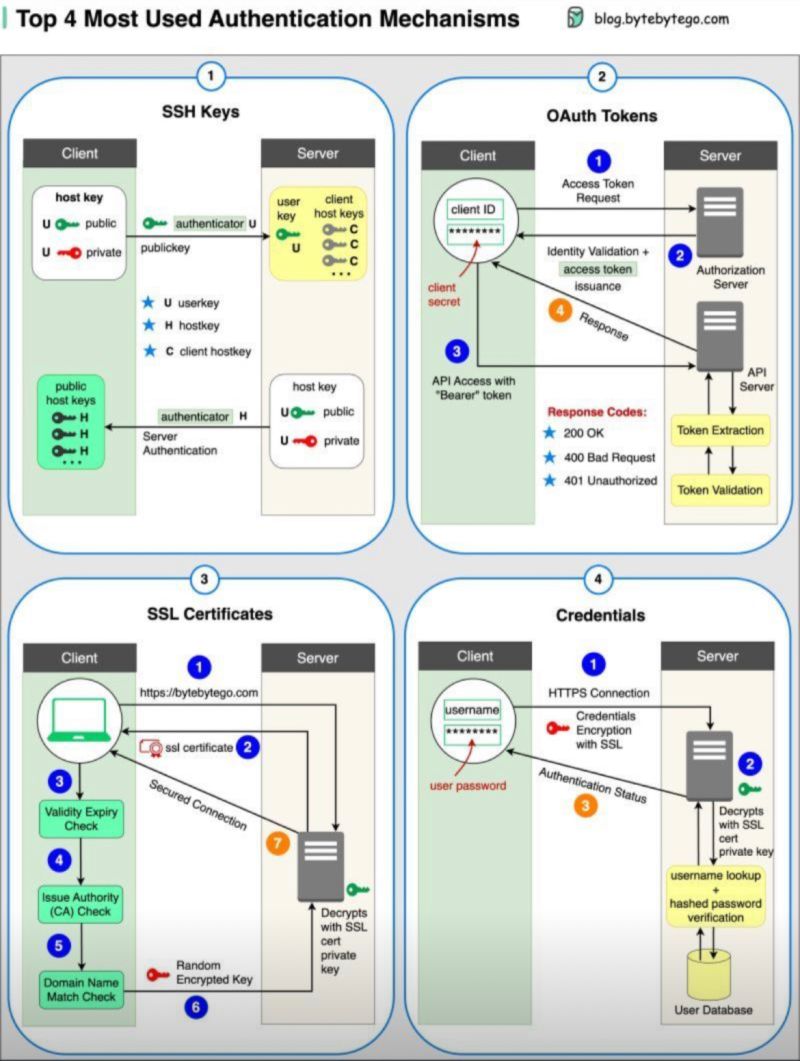 Top 4 Most Used Authentication Mechanisms
blog.bytebytego.com
1
SSH Keys
Client
Server
host key
U public
U private
authenticator U
publickey
user
key
U
client
host keys
C
C
C
...
U userkey
H hostkey
C client hostkey
public
host keys
H
H
H
...
authenticator H
Server
Authentication
host key
U public
U private
2
OAuth Tokens
Client
Server
1
Access Token
Request
client ID
********
client
secret
Identity Validation +
access token
issuance
2
Authorization
Server
4
Response
3
API Access with
"Bearer" token
API
Server
Response Codes:
200 OK
400 Bad Request
401 Unauthorized
Token Extraction
Token Validation
3
SSL Certificates
Client
Server
1
https://bytebytego.com
ssl certificate 2
Secured Connection
7
3
Validity Expiry
Check
4
Issue Authority
(CA) Check
5
Domain Name
Match Check
Random
Encrypted Key
6
Decrypts
with SSL
cert
private
key
4
Credentials
Client
Server
1
HTTPS Connection
username
********
user password
Credentials
Encryption
with SSL
Authentication Status
3
2
Decrypts
with SSL
cert
private key
username lookup
+
hashed password
verification
User Database